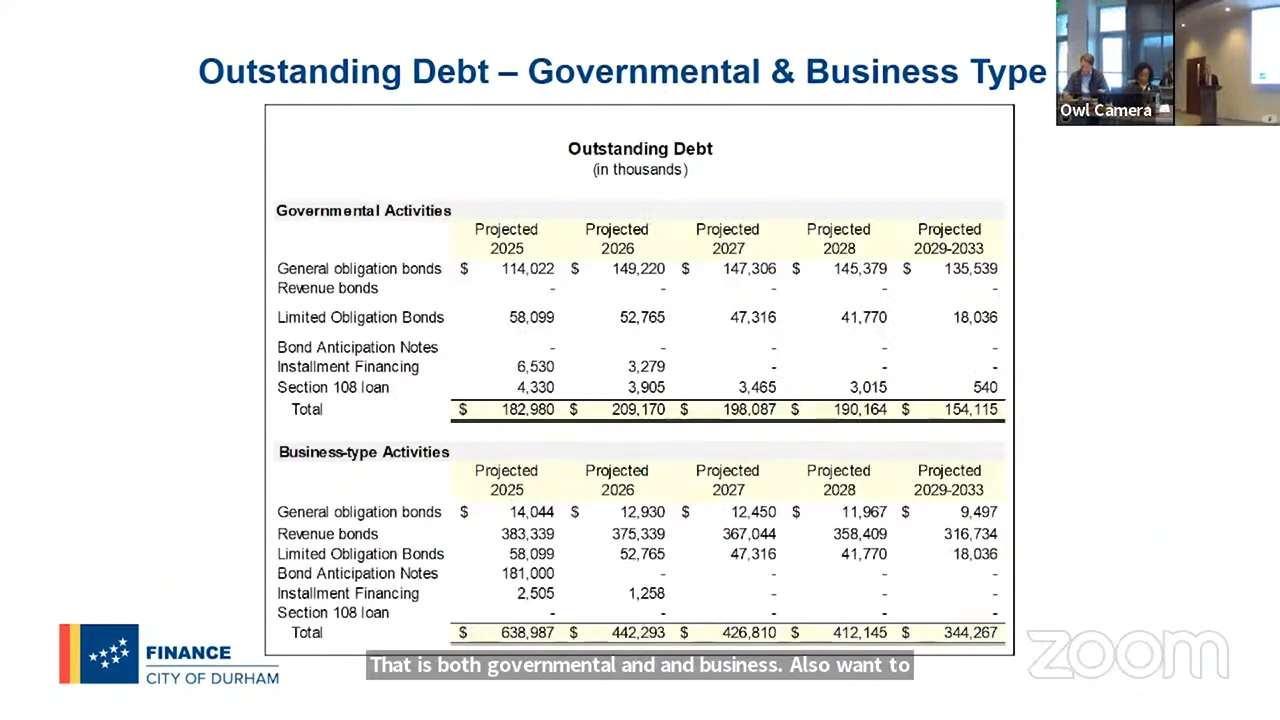 Outstanding Debt – Governmental & Business Type
Owl Camera
Outstanding Debt
(in thousands)
Governmental Activities
Projected Projected Projected Projected Projected
2025 2026 2027 2028 2029-2033
General obligation bonds $ 114,022 $ 149,220 $ 147,306 $ 145,379 $ 135,539
Revenue bonds - - - - -
Limited Obligation Bonds 58,099 52,765 47,316 41,770 18,036
Bond Anticipation Notes - - - - -
Installment Financing 6,530 3,279 - - -
Section 108 loan 4,330 3,905 3,465 3,015 540
Total $ 182,980 $ 209,170 $ 198,087 $ 190,164 $ 154,115
Business-type Activities
Projected Projected Projected Projected Projected
2025 2026 2027 2028 2029-2033
General obligation bonds $ 14,044 $ 12,930 $ 12,450 $ 11,967 $ 9,497
Revenue bonds 383,339 375,339 367,044 358,409 316,734
Limited Obligation Bonds 58,099 52,765 47,316 41,770 18,036
Bond Anticipation Notes 181,000 - - - -
Installment Financing 2,505 1,258 - - -
Section 108 loan - - - - -
Total $ 638,987 $ 442,293 $ 426,810 $ 412,145 $ 344,267
FINANCE
CITY OF DURHAM
That is both governmental and and business. Also want to
zoom